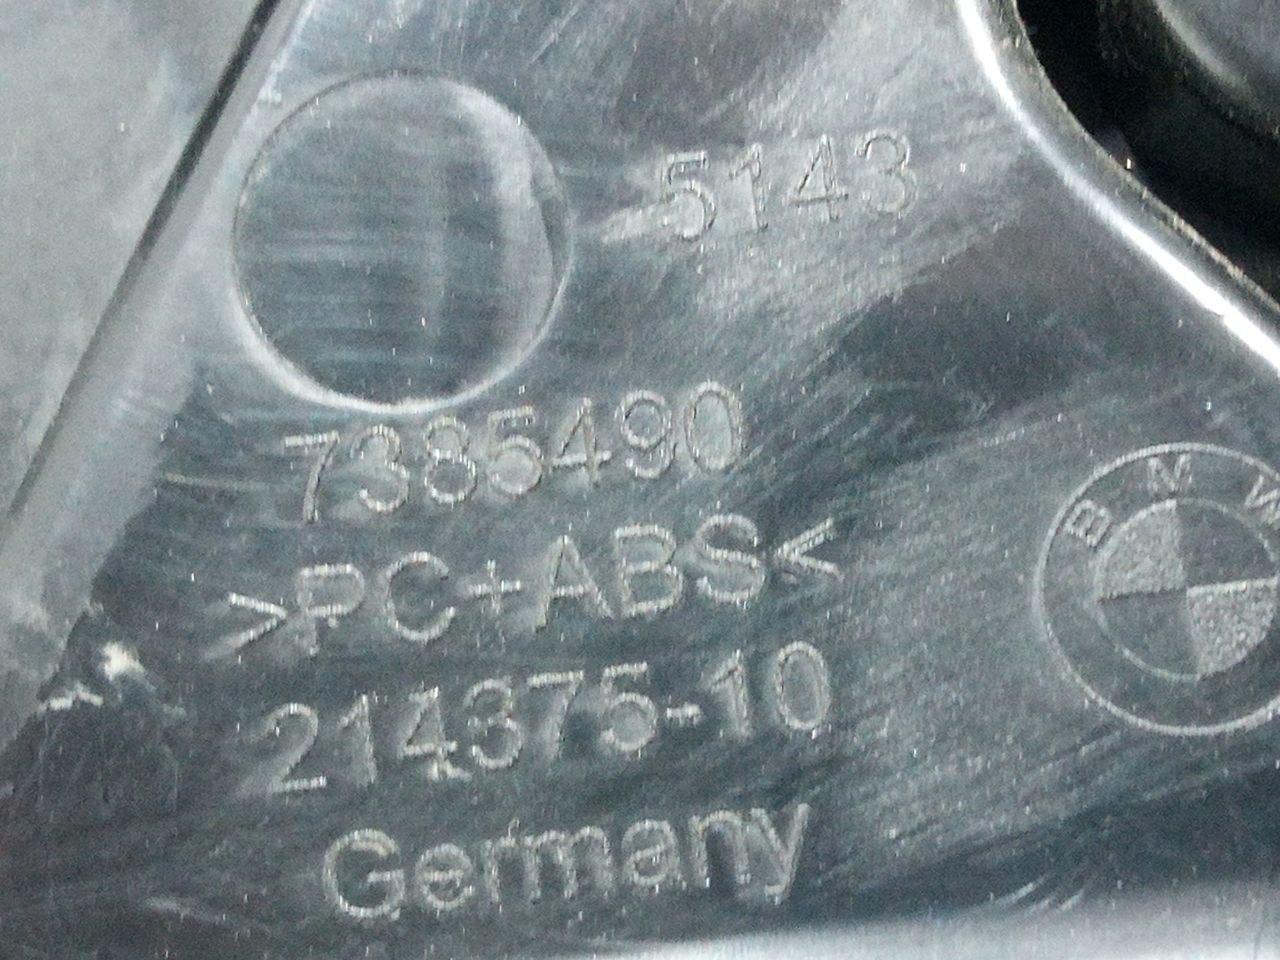 5143
7385490
>PC+ABS<
214375-10
Germany
BMW